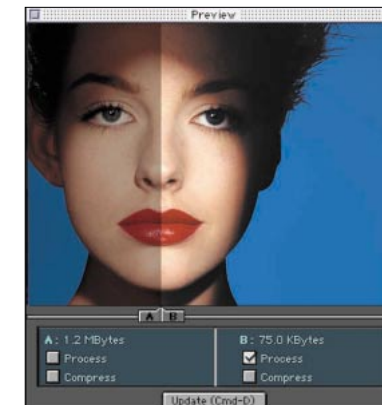 Preview
A B
A: 1.2 MBytes
B: 75.0 KBytes
Process
Process
Compress
Compress
Update (Cmd-D)